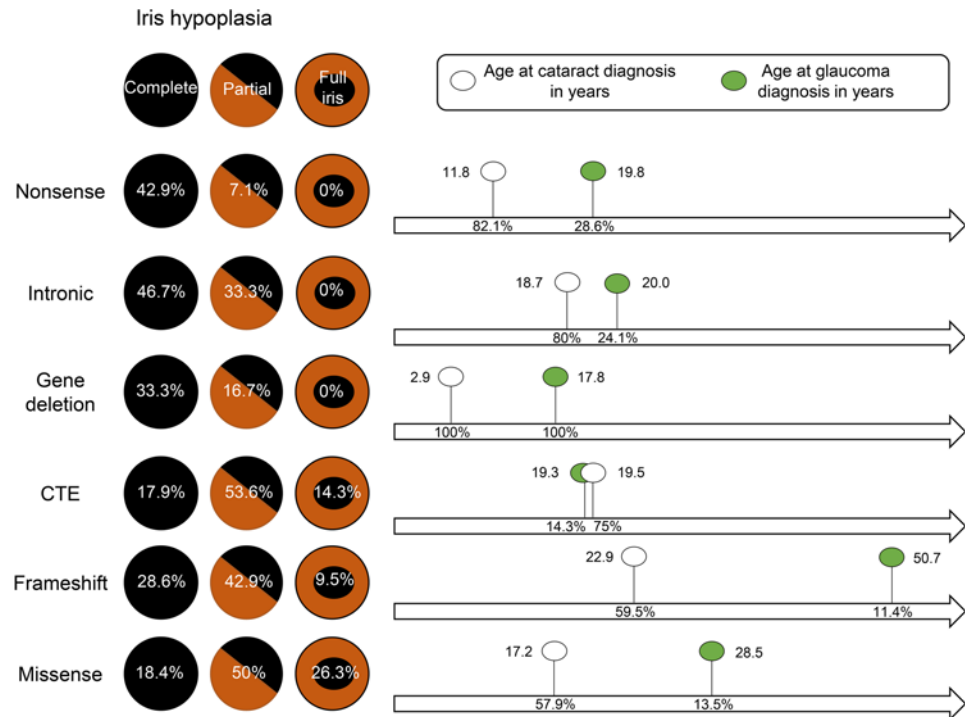 Iris hypoplasia
Complete
Partial
Full
iris
Age at cataract diagnosis
in years
Age at glaucoma
diagnosis in years
Nonsense
42.9%
7.1%
0%
11.8
19.8
82.1%
28.6%
Intronic
46.7%
33.3%
0%
18.7
20.0
80%
24.1%
Gene
deletion
33.3%
16.7%
0%
2.9
17.8
100%
100%
CTE
17.9%
53.6%
14.3%
19.3
19.5
14.3%
75%
Frameshift
28.6%
42.9%
9.5%
22.9
50.7
59.5%
11.4%
Missense
18.4%
50%
26.3%
17.2
28.5
57.9%
13.5%